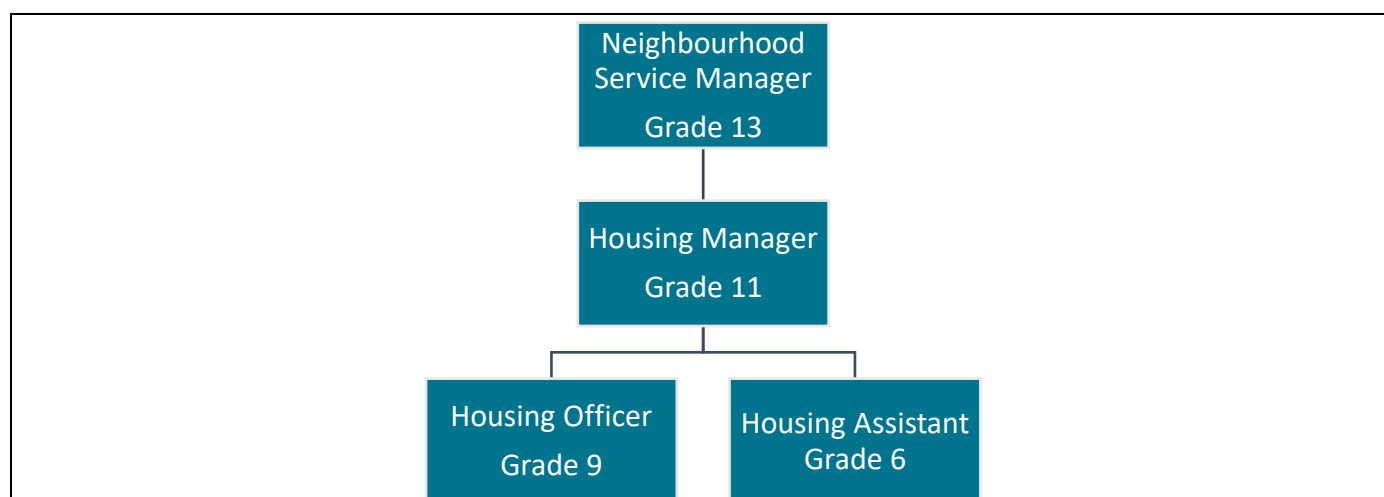 Neighbourhood
Service Manager
Grade 13
Housing Manager
Grade 11
Housing Officer
Grade 9
Housing Assistant
Grade 6